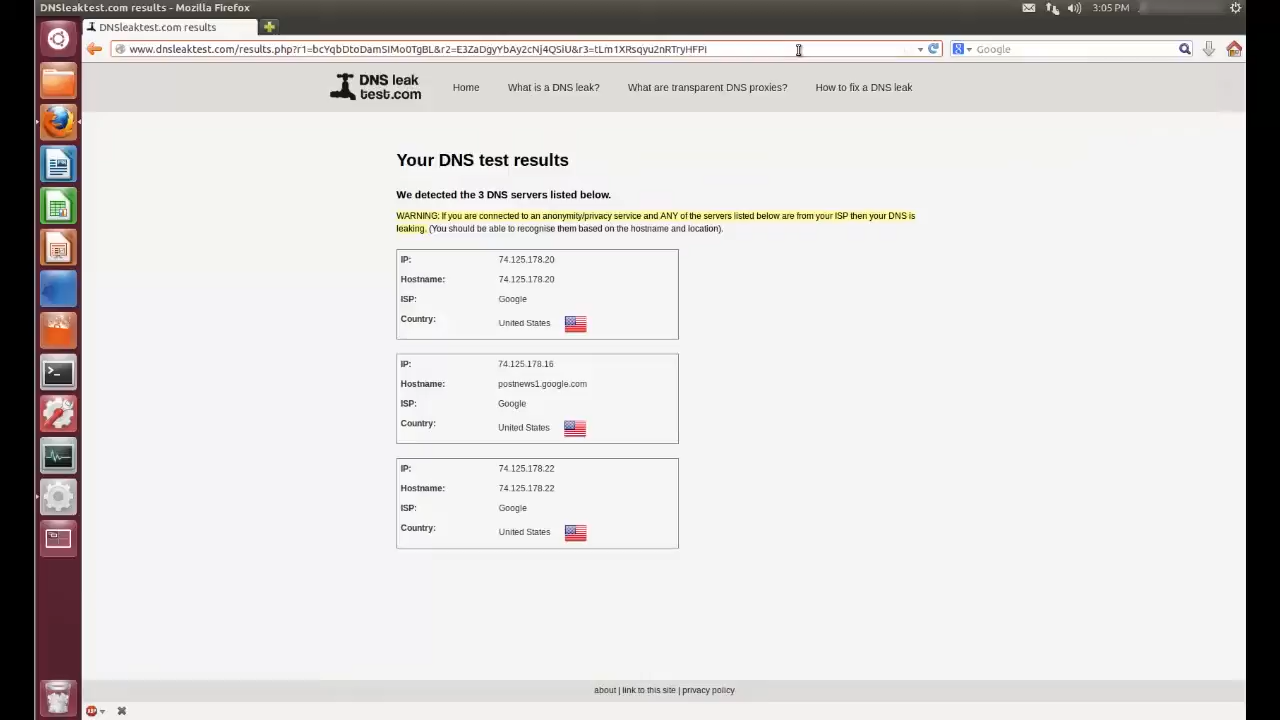 DNSleaktest.com results - Mozilla Firefox
3:05 PM
DNSleaktest.com results
www.dnsleaktest.com/results.php?r1=bcYqbDtoDam5IMo0TgBL&r2=E3ZaDgyYbAy2cNj4QSiU&r3=tLm1XRsqyu2nRTryHFPI
Google
DNS leak
test.com
Home
What is a DNS leak?
What are transparent DNS proxies?
How to fix a DNS leak
Your DNS test results
We detected the 3 DNS servers listed below.
WARNING: If you are connected to an anonymity/privacy service and ANY of the servers listed below are from your ISP then your DNS is
leaking. (You should be able to recognise them based on the hostname and location).
IP: 74.125.178.20
Hostname: 74.125.178.20
ISP: Google
Country: United States
IP: 74.125.178.16
Hostname: postnews1.google.com
ISP: Google
Country: United States
IP: 74.125.178.22
Hostname: 74.125.178.22
ISP: Google
Country: United States
about | link to this site | privacy policy
ABP